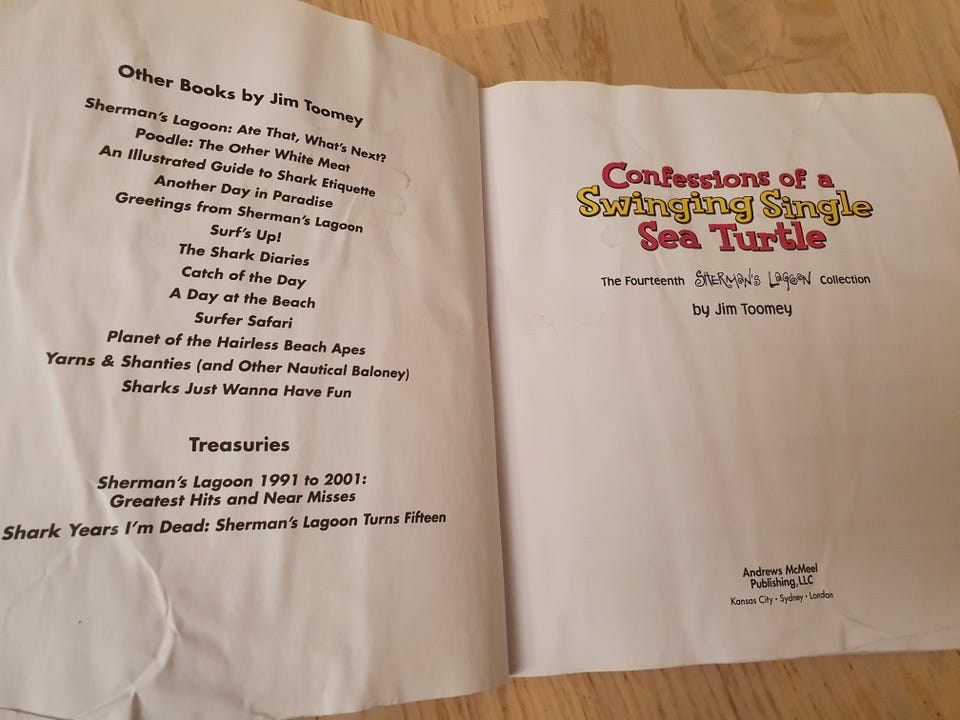 Other Books by Jim Toomey
Sherman's Lagoon: Ate That, What's Next?
Poodle: The Other White Meat
An Illustrated Guide to Shark Etiquette
Another Day in Paradise
Greetings from Sherman's Lagoon
Surf's Up!
The Shark Diaries
Catch of the Day
A Day at the Beach
Surfer Safari
Planet of the Hairless Beach Apes
Yarns & Shanties (and Other Nautical Baloney)
Sharks Just Wanna Have Fun
Treasuries
Sherman's Lagoon 1991 to 2001:
Greatest Hits and Near Misses
Shark Years I'm Dead: Sherman's Lagoon Turns Fifteen
Confessions of a
Swinging Single
Sea Turtle
The Fourteenth Sherman's Lagoon Collection
by Jim Toomey
Andrews McMeel
Publishing, LLC
Kansas City • Sydney • London